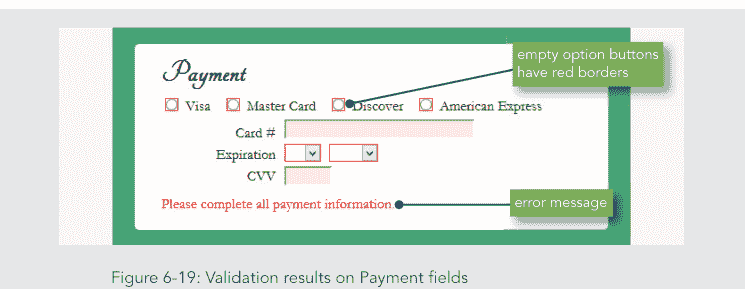 Payment
empty option buttons
have red borders
Visa Master Card Discover American Express
Card #
Expiration
CVV
Please complete all payment information
error message
Figure 6-19: Validation results on Payment fields